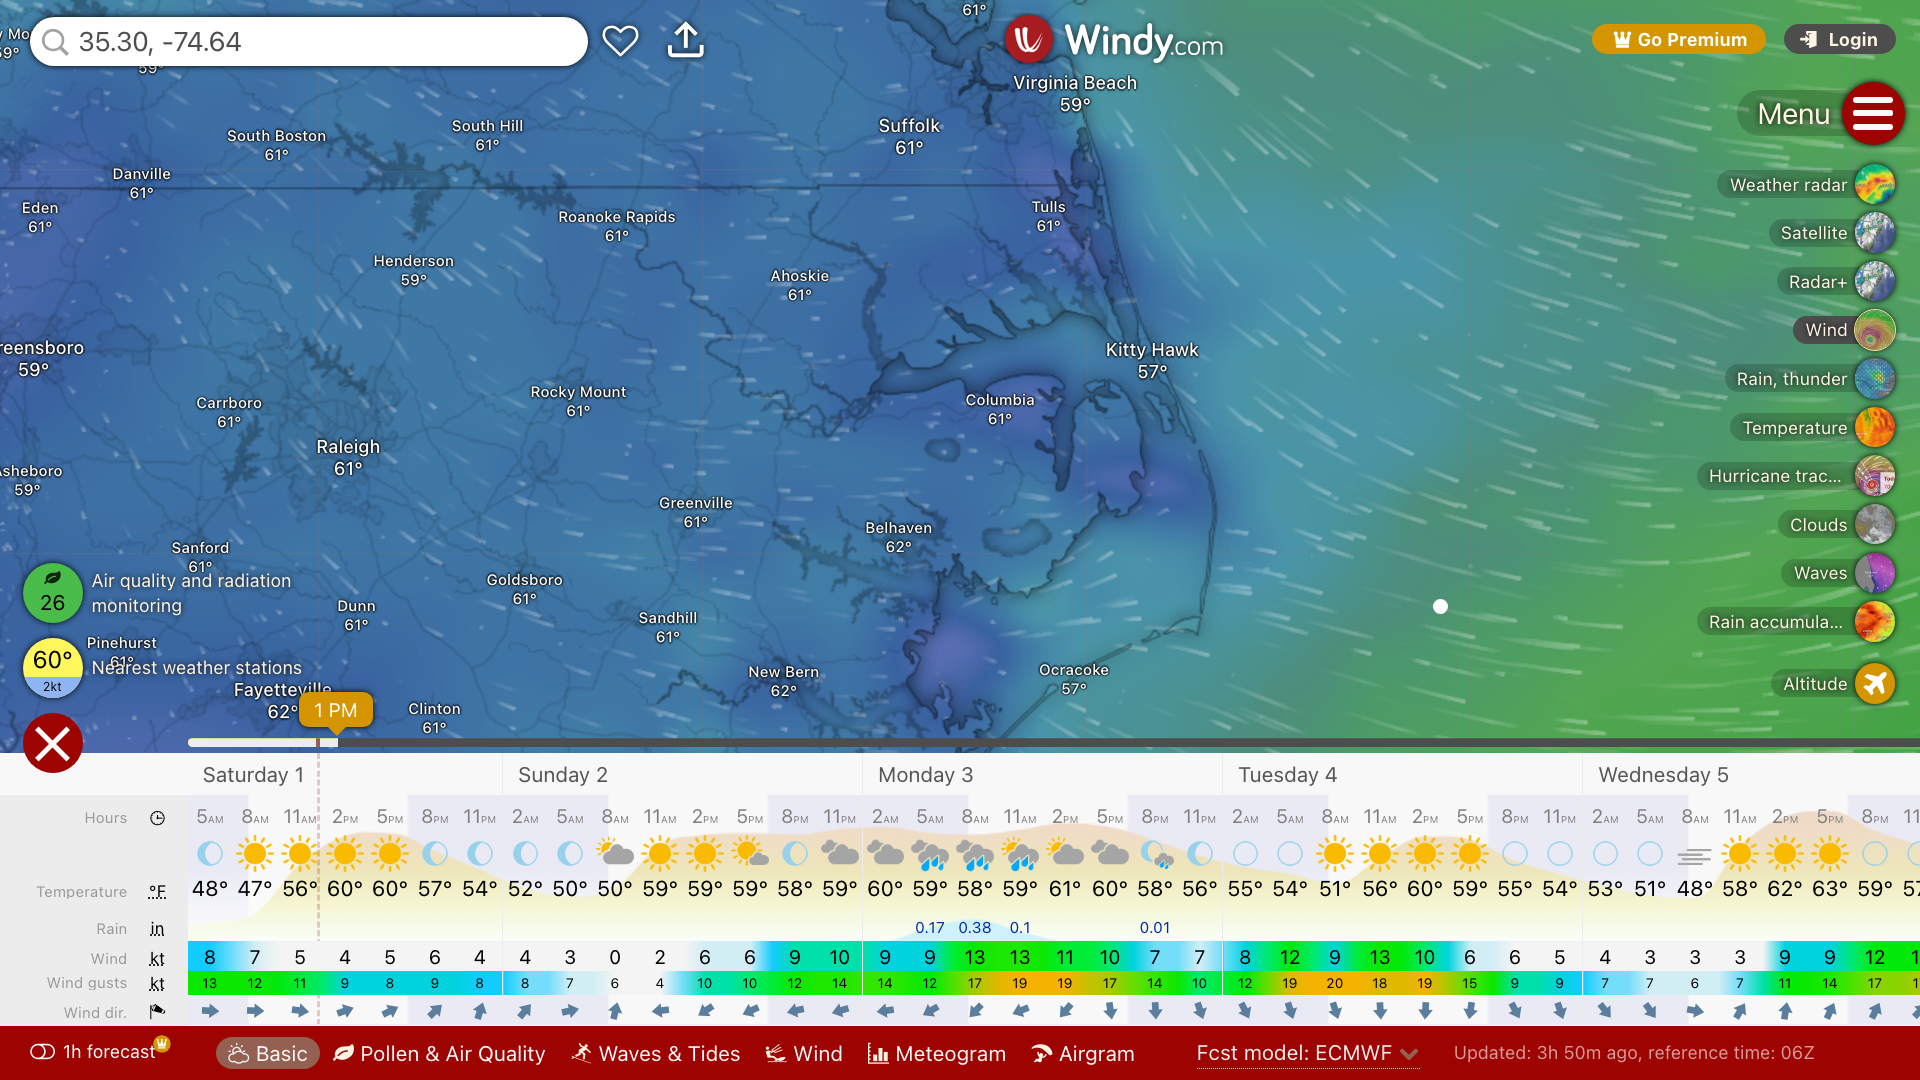 35.30, -74.64
Windy.com
Go Premium
Login
Menu
61°
Virginia Beach
59°
59°
59°
South Boston
61°
South Hill
61°
Suffolk
61°
Danville
61°
Eden
61°
Roanoke Rapids
61°
Tulls
61°
Henderson
59°
Ahoskie
61°
reensboro
59°
Kitty Hawk
57°
Carrboro
61°
Rocky Mount
61°
Columbia
61°
Raleigh
61°
sheboro
59°
Greenville
61°
Belhaven
62°
Sanford
61°
Goldsboro
61°
Dunn
61°
Sandhill
61°
Pinehurst
61°
New Bern
62°
Ocracoke
57°
Fayetteville
62°
Clinton
61°
Weather radar
Satellite
Radar+
Wind
Rain, thunder
Temperature
Hurricane trac...
Clouds
Waves
Rain accumula...
Altitude
26
Air quality and radiation
monitoring
60°
2kt
Nearest weather stations
1 PM
Saturday 1 Sunday 2 Monday 3 Tuesday 4 Wednesday 5
Hours 5AM 8AM 11AM 2PM 5PM 8PM 11PM 2AM 5AM 8AM 11AM 2PM 5PM 8PM 11PM 2AM 5AM 8AM 11AM 2PM 5PM 8PM 11PM 2AM 5AM 8AM 11AM 2PM 5PM 8PM 11PM 2AM 5AM 8AM 11AM 2PM 5PM 8PM 11
Temperature °F 48° 47° 56° 60° 60° 57° 54° 52° 50° 50° 59° 59° 59° 58° 59° 60° 59° 58° 59° 61° 60° 58° 56° 55° 54° 51° 56° 60° 59° 55° 54° 53° 51° 48° 58° 62° 63° 59° 57
Rain in 0.17 0.38 0.1 0.01
Wind kt 8 7 5 4 5 6 4 4 3 0 2 6 6 9 10 9 9 13 13 11 10 7 7 8 12 9 13 10 6 6 5 4 3 3 3 9 9 12 1
Wind gusts kt 13 12 11 9 8 9 8 8 7 6 4 10 10 12 14 14 12 17 19 19 17 14 10 12 19 20 18 19 15 9 9 7 7 6 7 11 14 17 1
Wind dir.
1h forecast Basic Pollen & Air Quality Waves & Tides Wind Meteogram Airgram Fcst model: ECMWF Updated: 3h 50m ago, reference time: 06Z